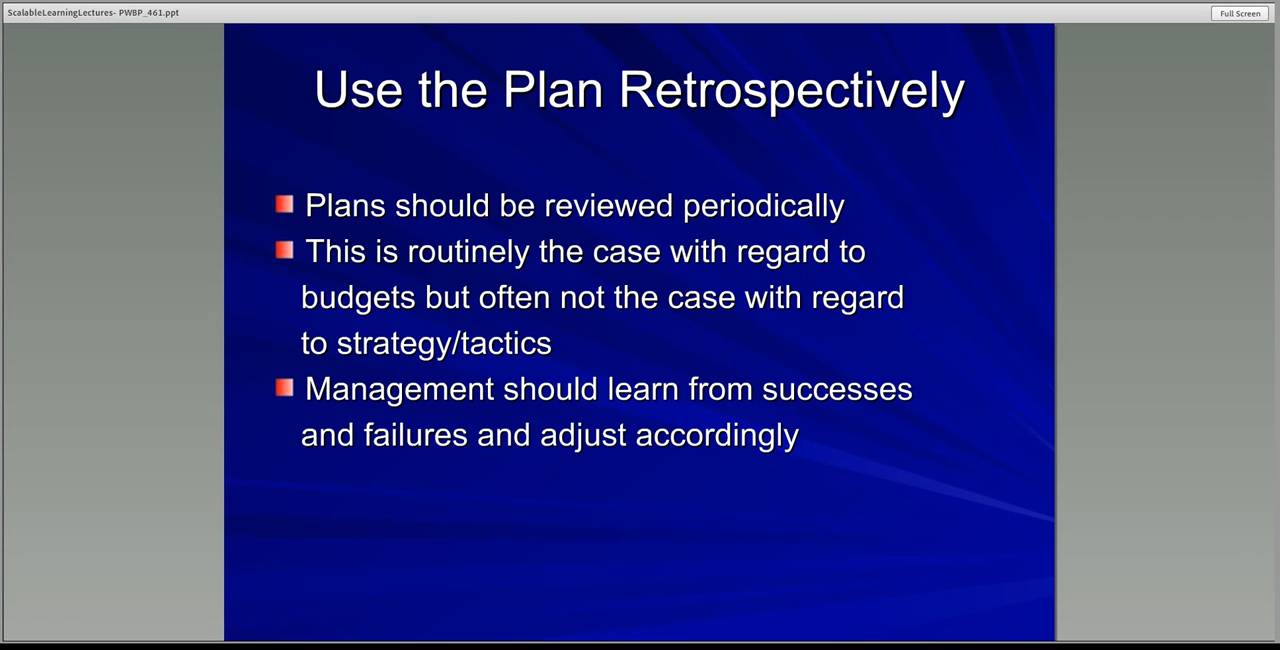 ScalableLearningLectures- PWBP_461.ppt
Full Screen
Use the Plan Retrospectively
Plans should be reviewed periodically
This is routinely the case with regard to
budgets but often not the case with regard
to strategy/tactics
Management should learn from successes
and failures and adjust accordingly